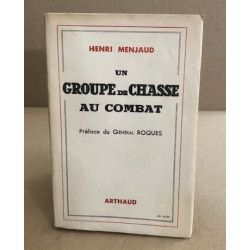 HENRI MENJAUD
UN
GROUPE DE CHASSE
AU COMBAT
Préface du GÉNÉRAL ROQUES
ARTHAUD